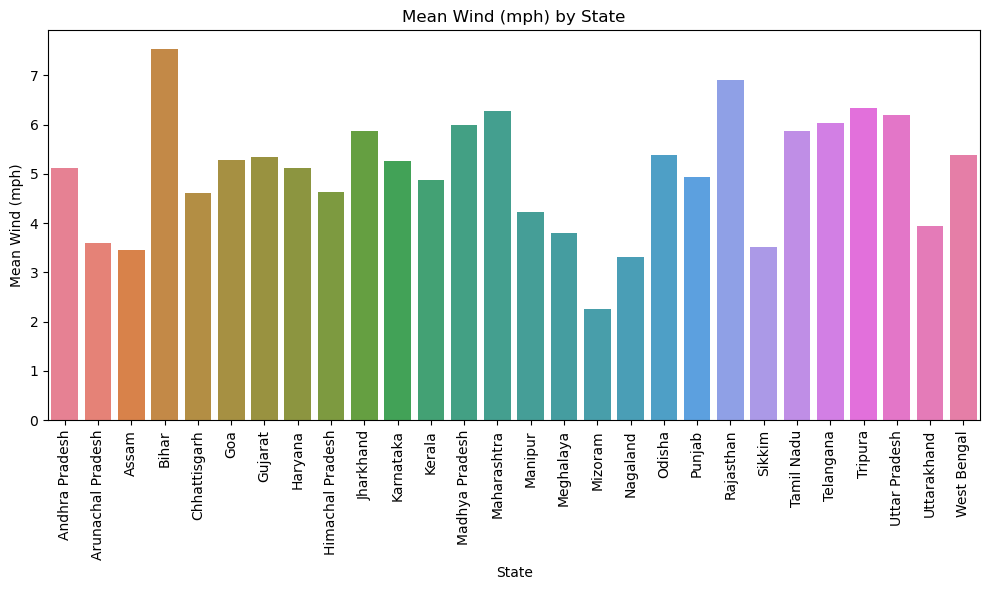 Mean Wind (mph) by State
Mean Wind (mph)
7
6
5
4
3
2
1
0
Andhra Pradesh
Arunachal Pradesh
Assam
Bihar
Chhattisgarh
Goa
Gujarat
Haryana
Himachal Pradesh
Jharkhand
Karnataka
Kerala
Madhya Pradesh
Maharashtra
Manipur
Meghalaya
Mizoram
Nagaland
Odisha
Punjab
Rajasthan
Sikkim
Tamil Nadu
Telangana
Tripura
Uttar Pradesh
Uttarakhand
West Bengal
State